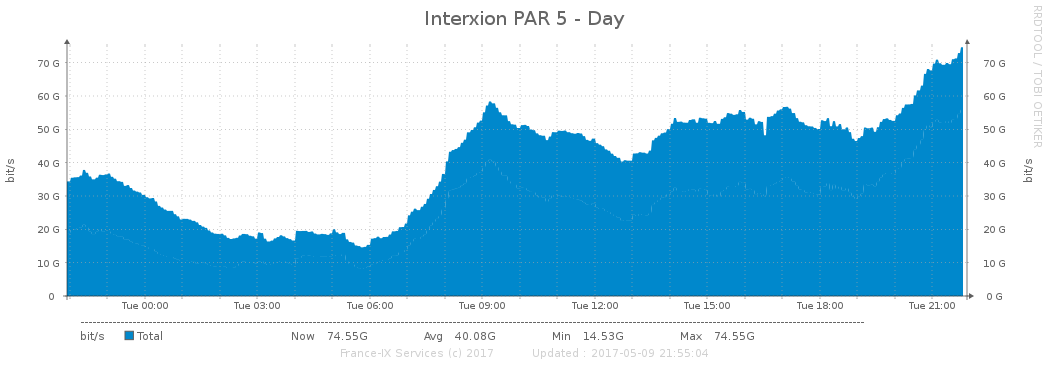 Interxion PAR 5 - Day
RRDTOOL / TOBI OETIKER
bit/s
bit/s
70 G 70 G
60 G 60 G
50 G 50 G
40 G 40 G
30 G 30 G
20 G 20 G
10 G 10 G
0 0 G
Tue 00:00 Tue 03:00 Tue 06:00 Tue 09:00 Tue 12:00 Tue 15:00 Tue 18:00 Tue 21:00
bit/s Total Now 74.55G Avg 40.08G Min 14.53G Max 74.55G
France-IX Services (c) 2017 Updated : 2017-05-09 21:55:04